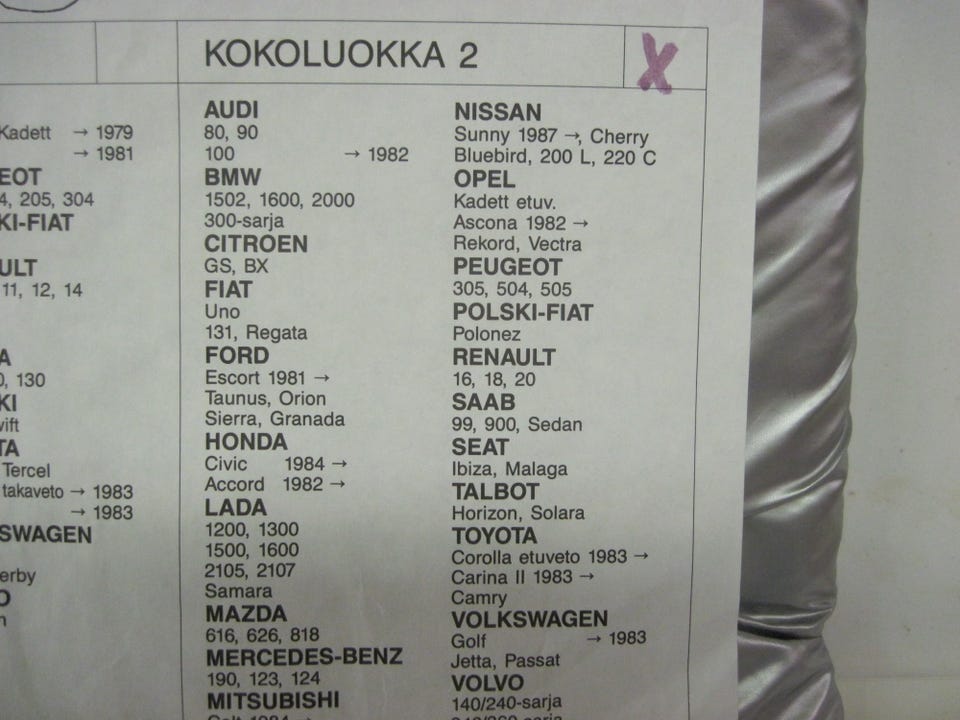 Kadett → 1979
→ 1981
EOT
4, 205, 304
KI-FIAT
ULT
11, 12, 14
A
0, 130
KI
wift
TA
Tercel
takaveto → 1983
→ 1983
SWAGEN
erby
O
n
KOKOLUOKKA 2
X
AUDI
80, 90
100 → 1982
BMW
1502, 1600, 2000
300-sarja
CITROEN
GS, BX
FIAT
Uno
131, Regata
FORD
Escort 1981 →
Taunus, Orion
Sierra, Granada
HONDA
Civic 1984 →
Accord 1982 →
LADA
1200, 1300
1500, 1600
2105, 2107
Samara
MAZDA
616, 626, 818
MERCEDES-BENZ
190, 123, 124
MITSUBISHI
Colt 1984 →
NISSAN
Sunny 1987 →, Cherry
Bluebird, 200 L, 220 C
OPEL
Kadett etuv.
Ascona 1982 →
Rekord, Vectra
PEUGEOT
305, 504, 505
POLSKI-FIAT
Polonez
RENAULT
16, 18, 20
SAAB
99, 900, Sedan
SEAT
Ibiza, Malaga
TALBOT
Horizon, Solara
TOYOTA
Corolla etuveto 1983 →
Carina II 1983 →
Camry
VOLKSWAGEN
Golf → 1983
Jetta, Passat
VOLVO
140/240-sarja